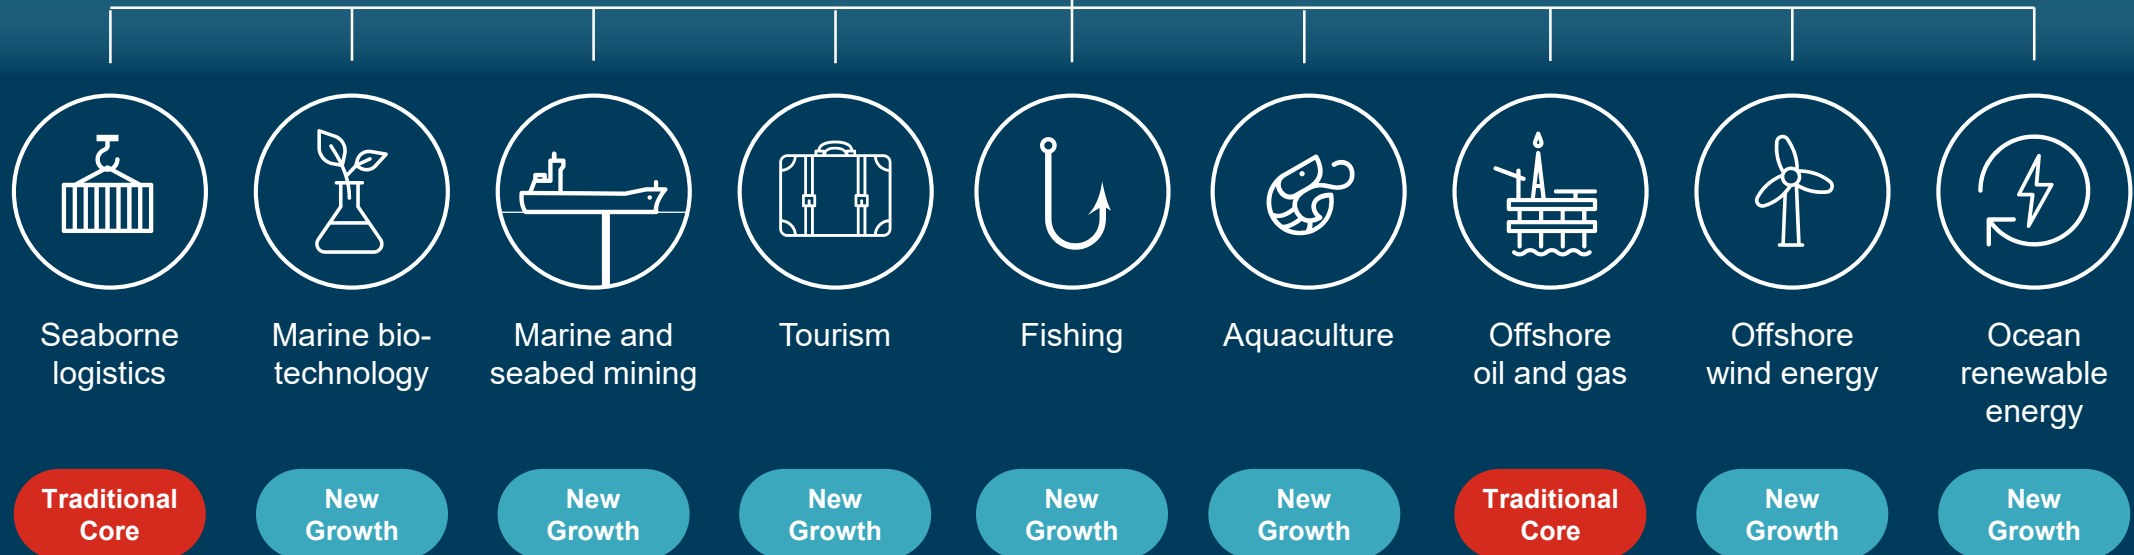 Seaborne
logistics
Marine bio-
technology
Marine and
seabed mining
Tourism
Fishing
Aquaculture
Offshore
oil and gas
Offshore
wind energy
Ocean
renewable
energy
Traditional
Core
New
Growth
New
Growth
New
Growth
New
Growth
New
Growth
Traditional
Core
New
Growth
New
Growth